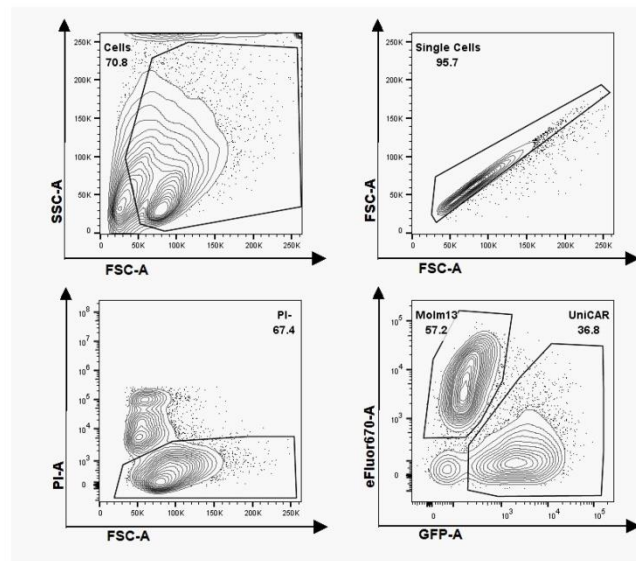 Cells
70.8
250K
200K
150K
100K
50K
0
SSC-A
0 50K 100K 150K 200K 250K
FSC-A
Single Cells
95.7
250K
200K
150K
100K
50K
0
FSC-A
0 50K 100K 150K 200K 250K
FSC-A
PI-
67.4
10^8
10^7
10^6
10^5
10^4
10^3
0
PI-A
0 50K 100K 150K 200K 250K
FSC-A
Molm13
57.2
UniCAR
36.8
10^5
10^4
10^3
0
eFluor670-A
0 10^3 10^4 10^5
GFP-A